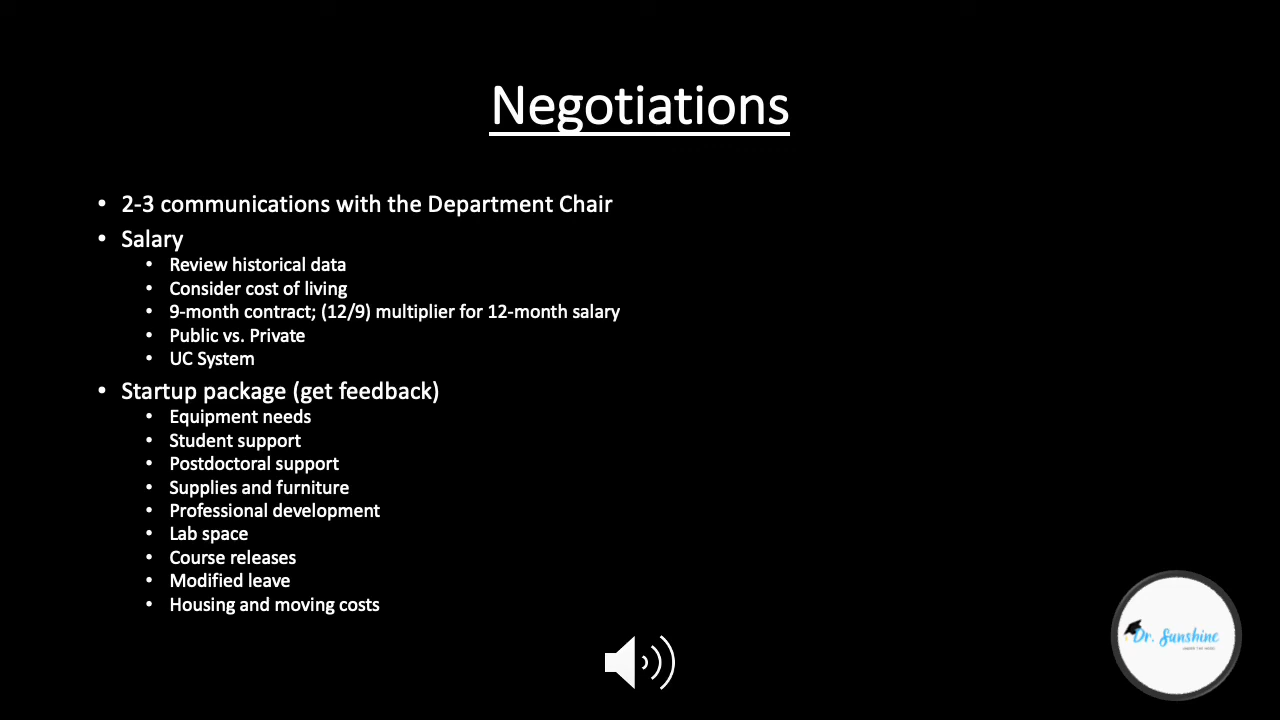 Negotiations
• 2-3 communications with the Department Chair
• Salary
• Review historical data
• Consider cost of living
• 9-month contract; (12/9) multiplier for 12-month salary
• Public vs. Private
• UC System
• Startup package (get feedback)
• Equipment needs
• Student support
• Postdoctoral support
• Supplies and furniture
• Professional development
• Lab space
• Course releases
• Modified leave
• Housing and moving costs
Dr. Sunshine